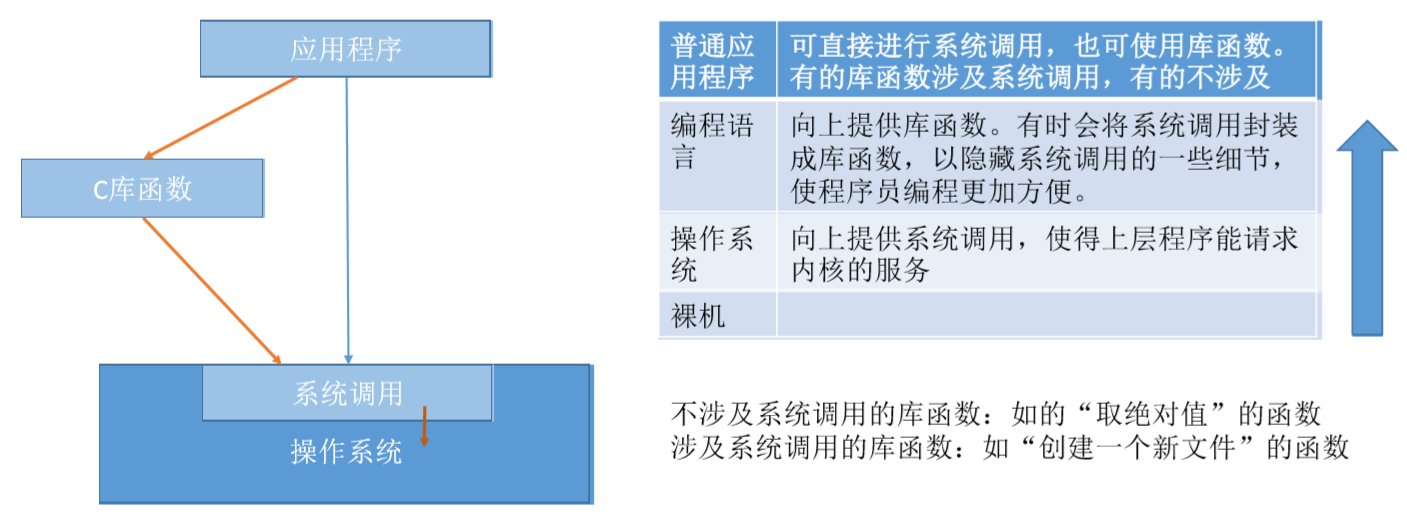 应用程序
C库函数
系统调用
操作系统
普通应
用程序
可直接进行系统调用，也可使用库函数。
有的库函数涉及系统调用，有的不涉及
编程语
言
向上提供库函数。有时会将系统调用封装
成库函数，以隐藏系统调用的一些细节，
使程序员编程更加方便。
操作系
统
向上提供系统调用，使得上层程序能请求
内核的服务
裸机
不涉及系统调用的库函数：如的“取绝对值”的函数
涉及系统调用的库函数：如“创建一个新文件”的函数